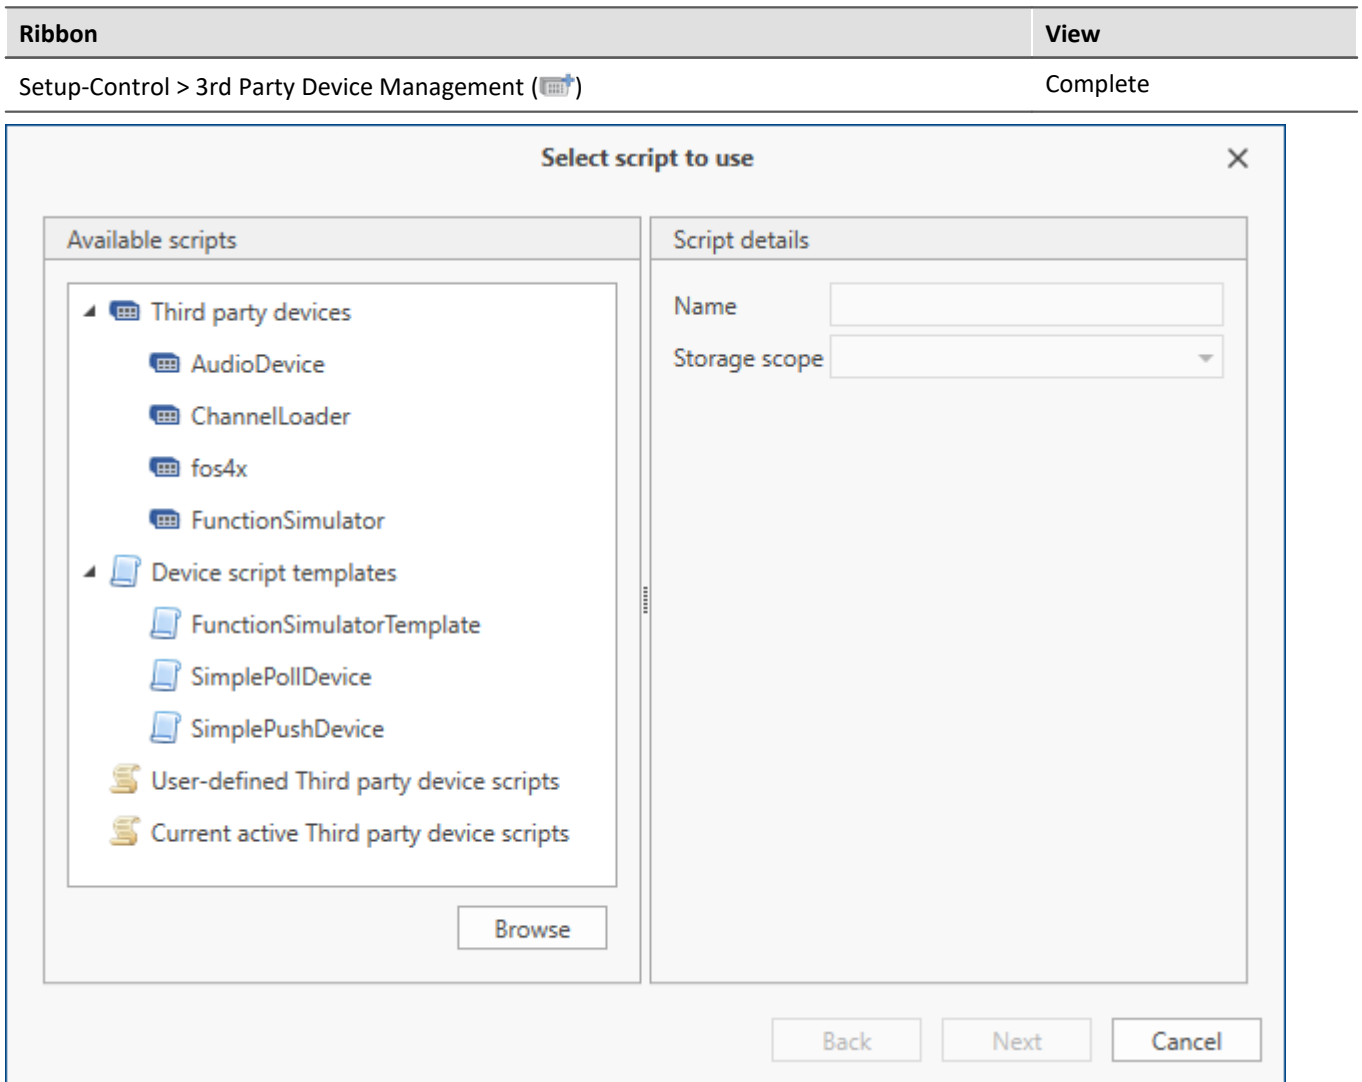 Ribbon View
Setup-Control > 3rd Party Device Management ( ) Complete
Select script to use
Available scripts
Script details
Third party devices
AudioDevice
ChannelLoader
fos4x
FunctionSimulator
Device script templates
FunctionSimulatorTemplate
SimplePollDevice
SimplePushDevice
User-defined Third party device scripts
Current active Third party device scripts
Browse
Name
Storage scope
Back Next Cancel